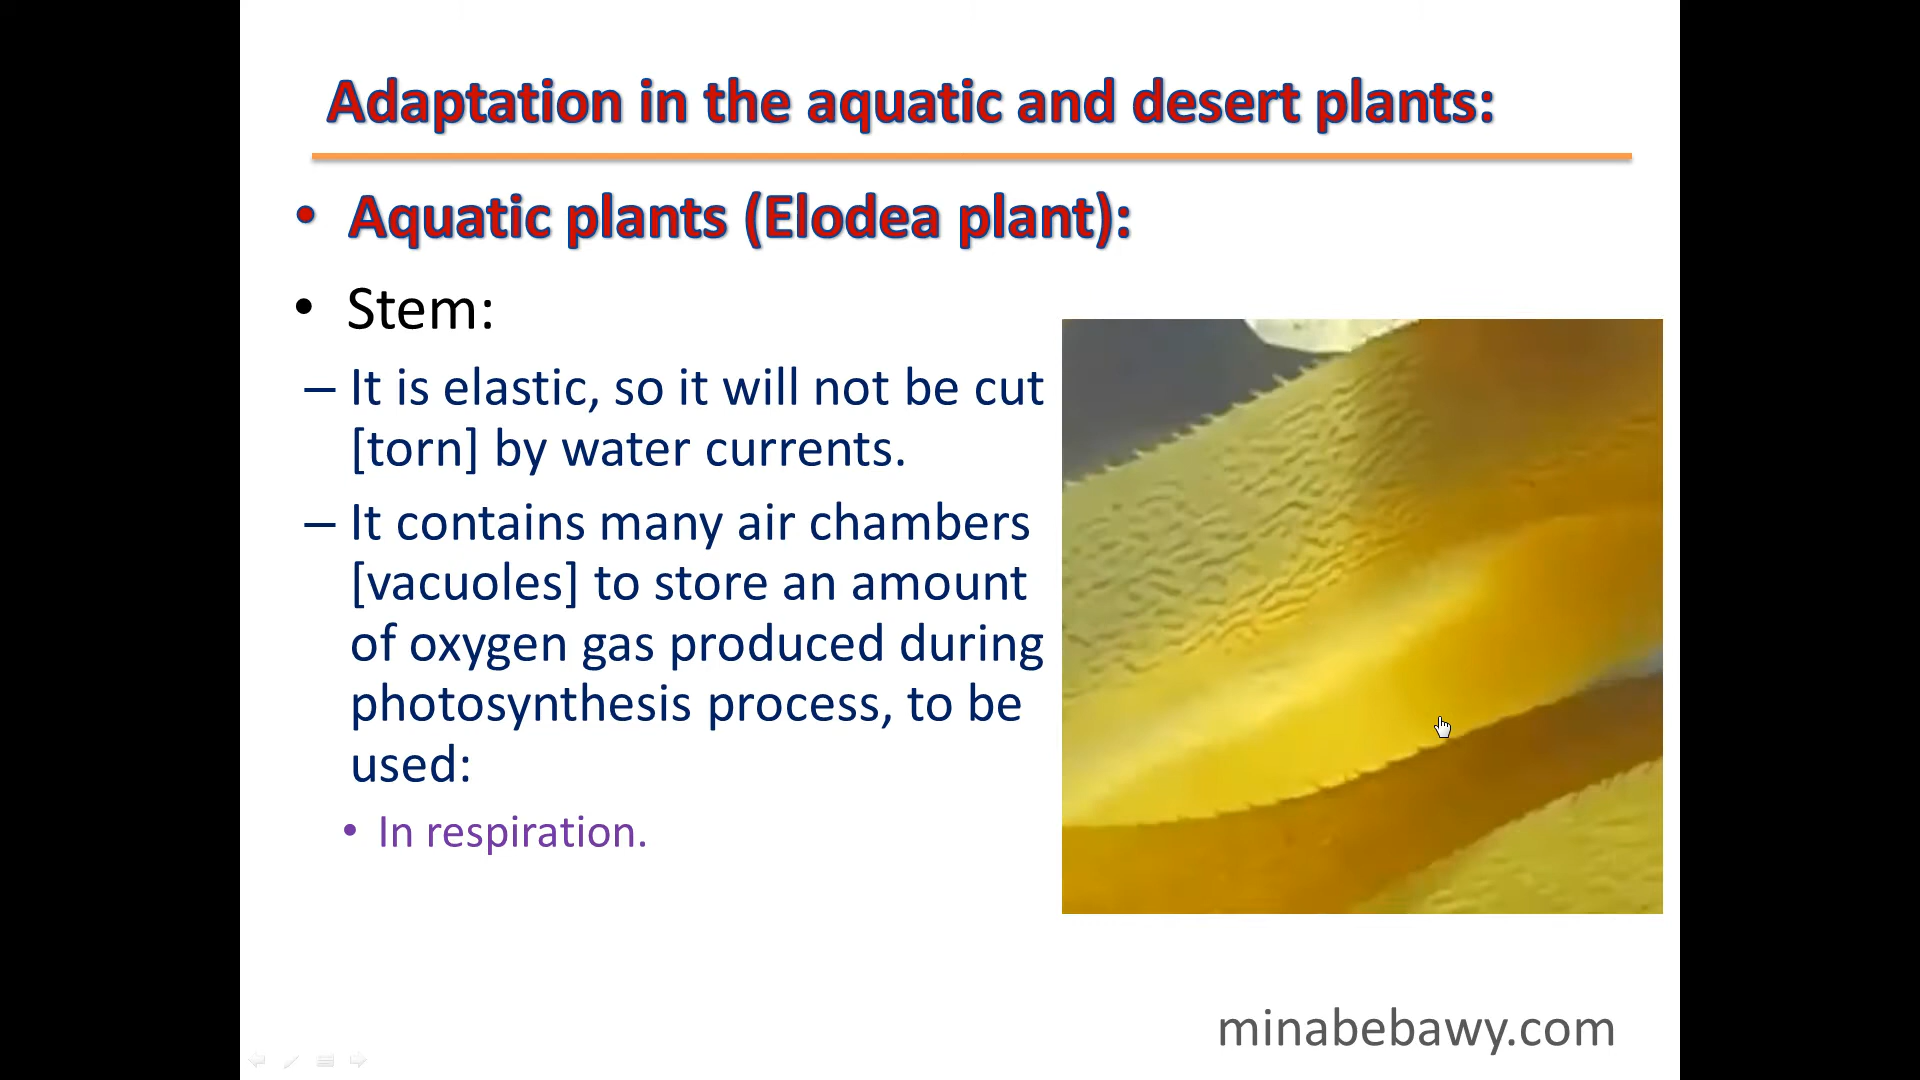 Adaptation in the aquatic and desert plants:
• Aquatic plants (Elodea plant):
• Stem:
– It is elastic, so it will not be cut
[torn] by water currents.
– It contains many air chambers
[vacuoles] to store an amount
of oxygen gas produced during
photosynthesis process, to be
used:
• In respiration.
minabebawy.com